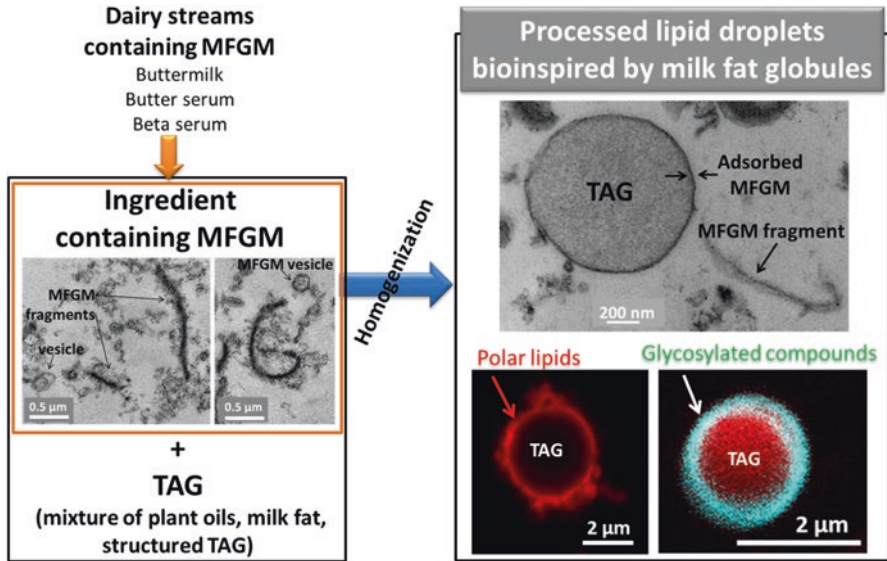 Dairy streams
containing MFGM
Buttermilk
Butter serum
Beta serum
Ingredient
containing MFGM
MFGM
fragments
vesicle
0.5 µm
MFGM vesicle
0.5 µm
+
TAG
(mixture of plant oils, milk fat,
structured TAG)
Homogenization
Processed lipid droplets
bioinspired by milk fat globules
TAG
Adsorbed
MFGM
MFGM fragment
200 nm
Polar lipids
TAG
2 µm
Glycosylated compounds
TAG
2 µm